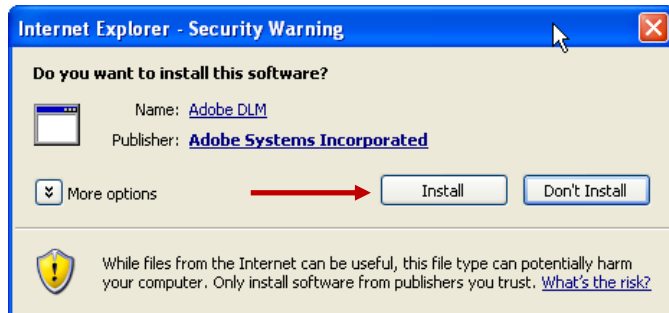 Internet Explorer - Security Warning
Do you want to install this software?
Name: Adobe DLM
Publisher: Adobe Systems Incorporated
More options Install Don't Install
While files from the Internet can be useful, this file type can potentially harm
your computer. Only install software from publishers you trust. What's the risk?